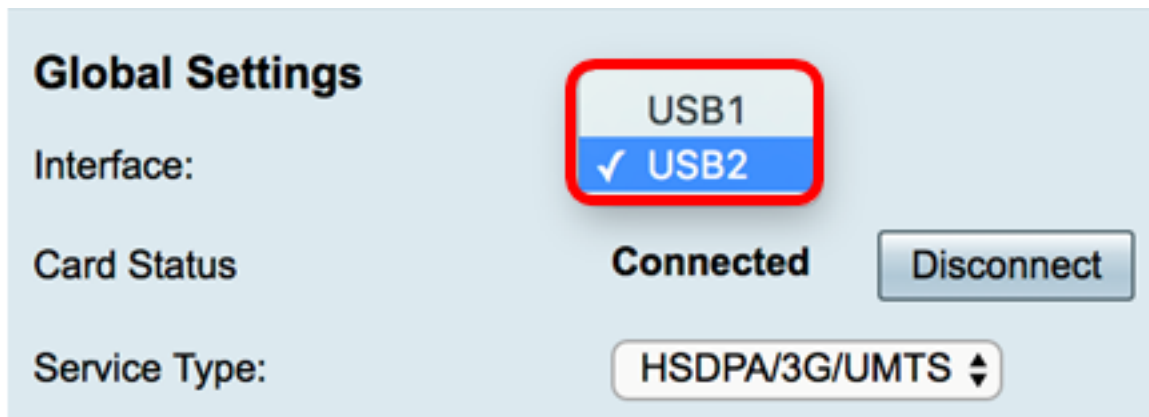 Global Settings
USB1
Interface:
✓ USB2
Card Status Connected Disconnect
Service Type: HSDPA/3G/UMTS